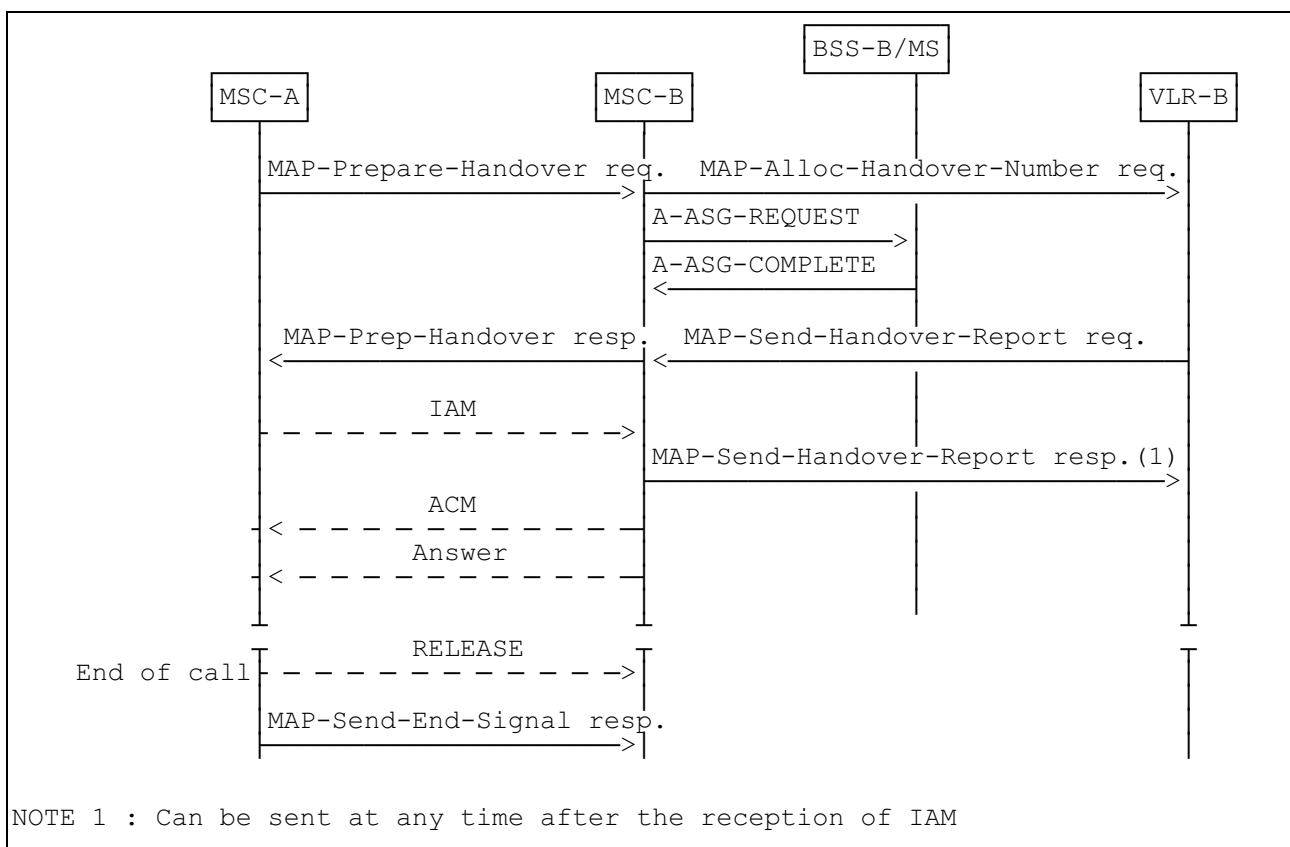 BSS-B/MS
MSC-A MSC-B VLR-B
MAP-Prepare-Handover req. MAP-Alloc-Handover-Number req.
A-ASG-REQUEST
A-ASG-COMPLETE
MAP-Prep-Handover resp. MAP-Send-Handover-Report req.
IAM
MAP-Send-Handover-Report resp.(1)
ACM
Answer
RELEASE
End of call
MAP-Send-End-Signal resp.
NOTE 1 : Can be sent at any time after the reception of IAM